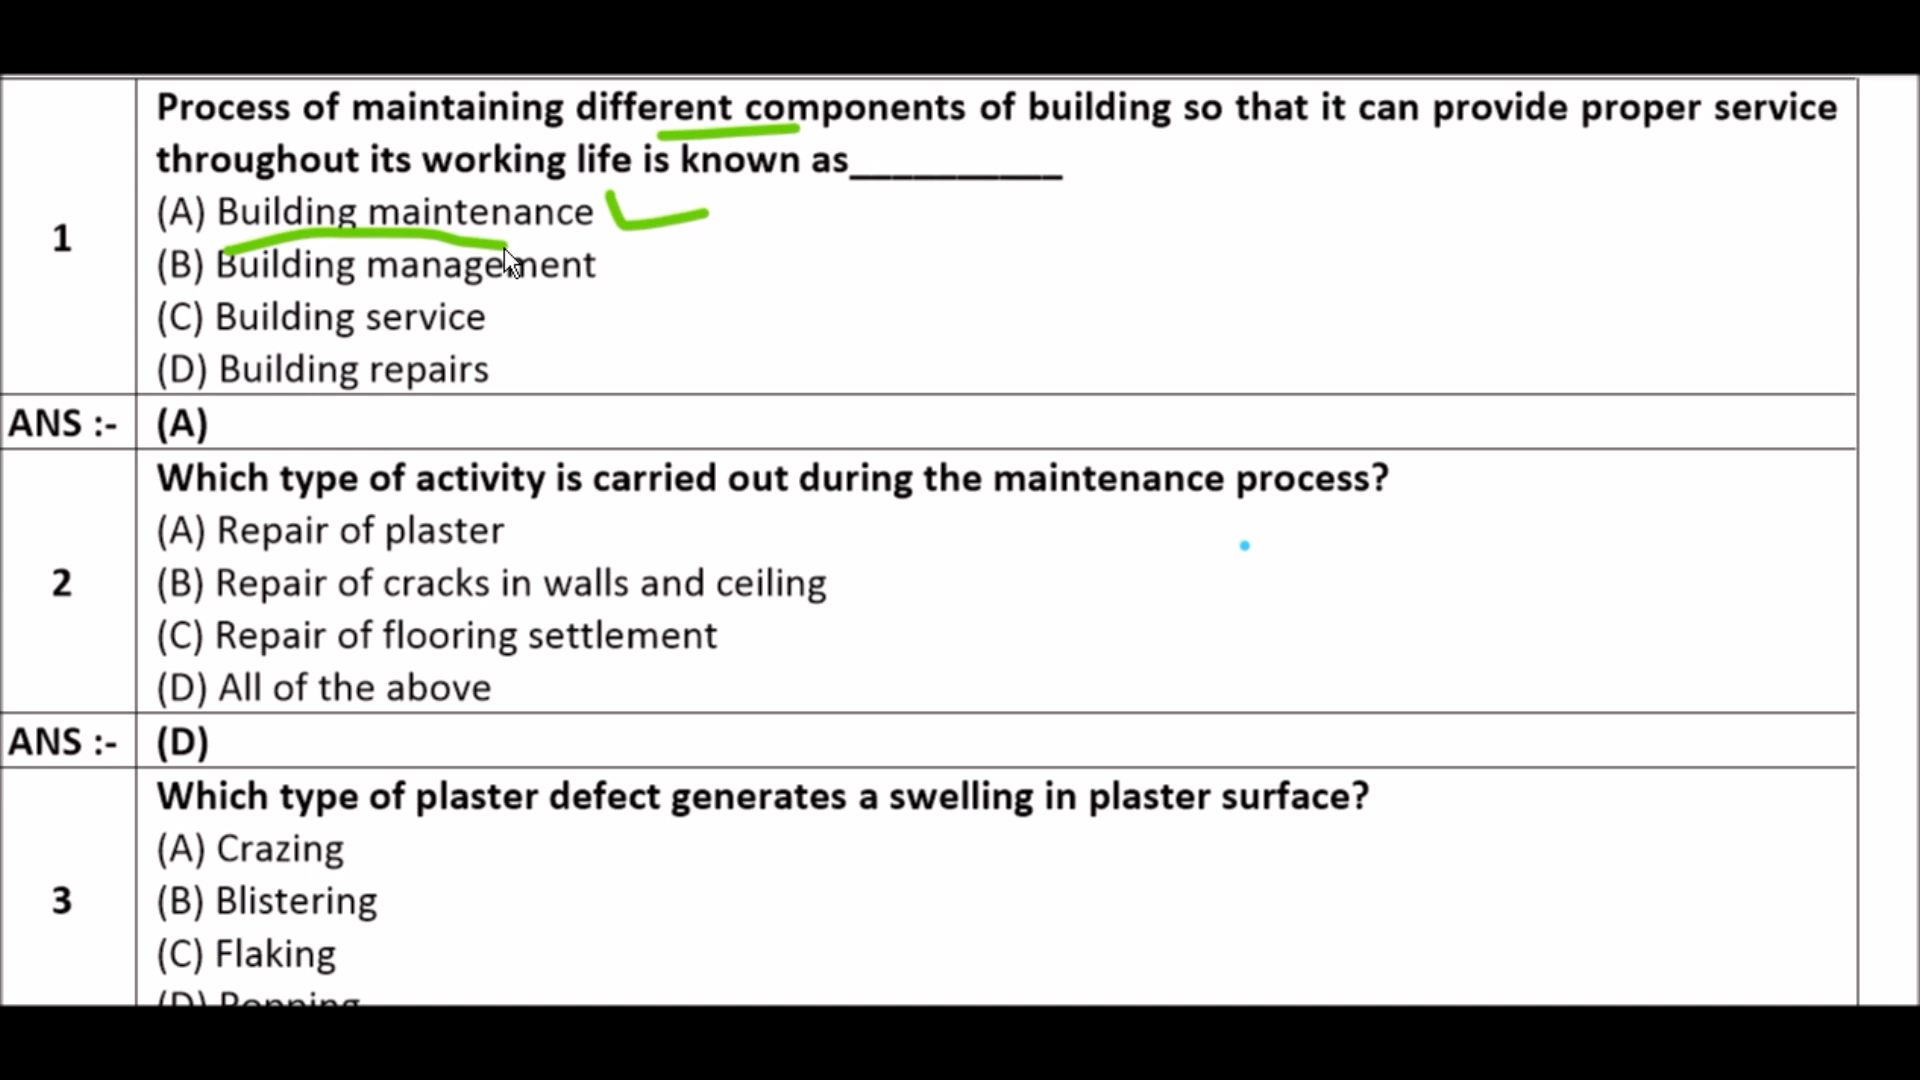 Process of maintaining different components of building so that it can provide proper service
throughout its working life is known as__________
(A) Building maintenance
1
(B) Building management
(C) Building service
(D) Building repairs
ANS :- (A)
Which type of activity is carried out during the maintenance process?
(A) Repair of plaster
2
(B) Repair of cracks in walls and ceiling
(C) Repair of flooring settlement
(D) All of the above
ANS :- (D)
Which type of plaster defect generates a swelling in plaster surface?
(A) Crazing
3
(B) Blistering
(C) Flaking
(D) Popping